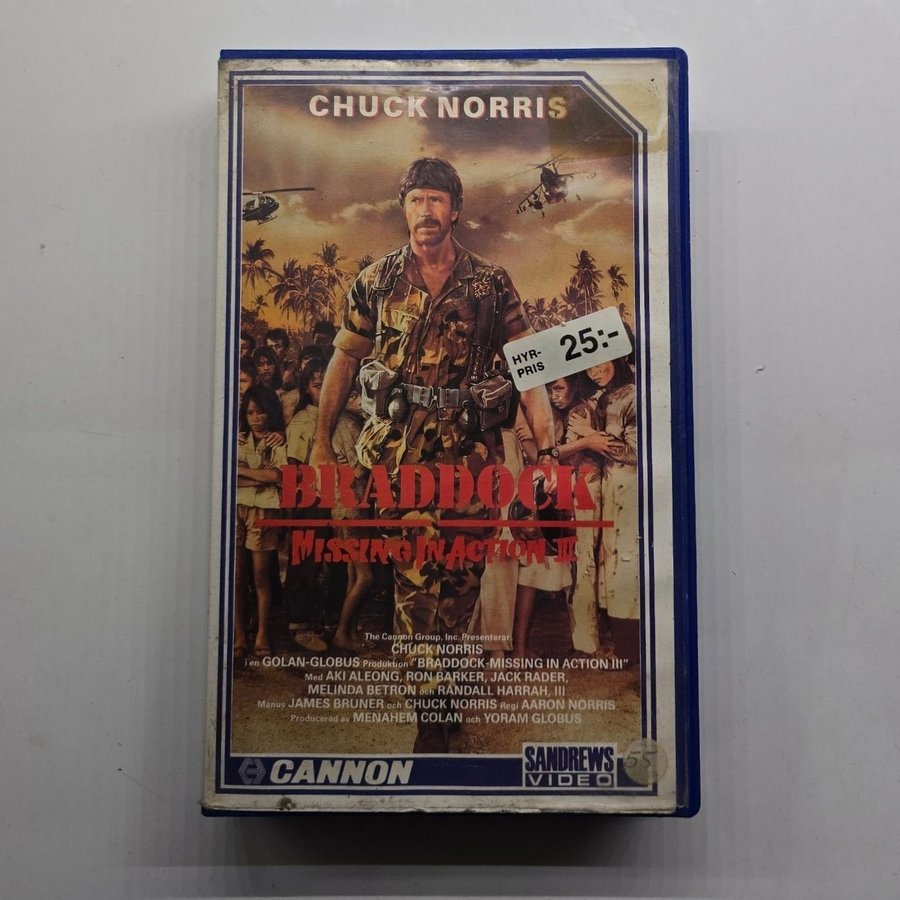 CHUCK NORRIS
HYR-
PRIS
25:-
BRADDOCK
MISSING IN ACTION III
The Cannon Group, Inc. Presenterar
CHUCK NORRIS
i en GOLAN-GLOBUS Produktion "BRADDOCK-MISSING IN ACTION III"
Med AKI ALEONG, RON BARKER, JACK RADER,
MELINDA BETRON och RANDALL HARRAH, III
Manus JAMES BRUNER och CHUCK NORRIS Regi AARON NORRIS
Producerad av MENAHEM COLAN och YORAM GLOBUS
CANNON
SANDREWS
VIDEO
55